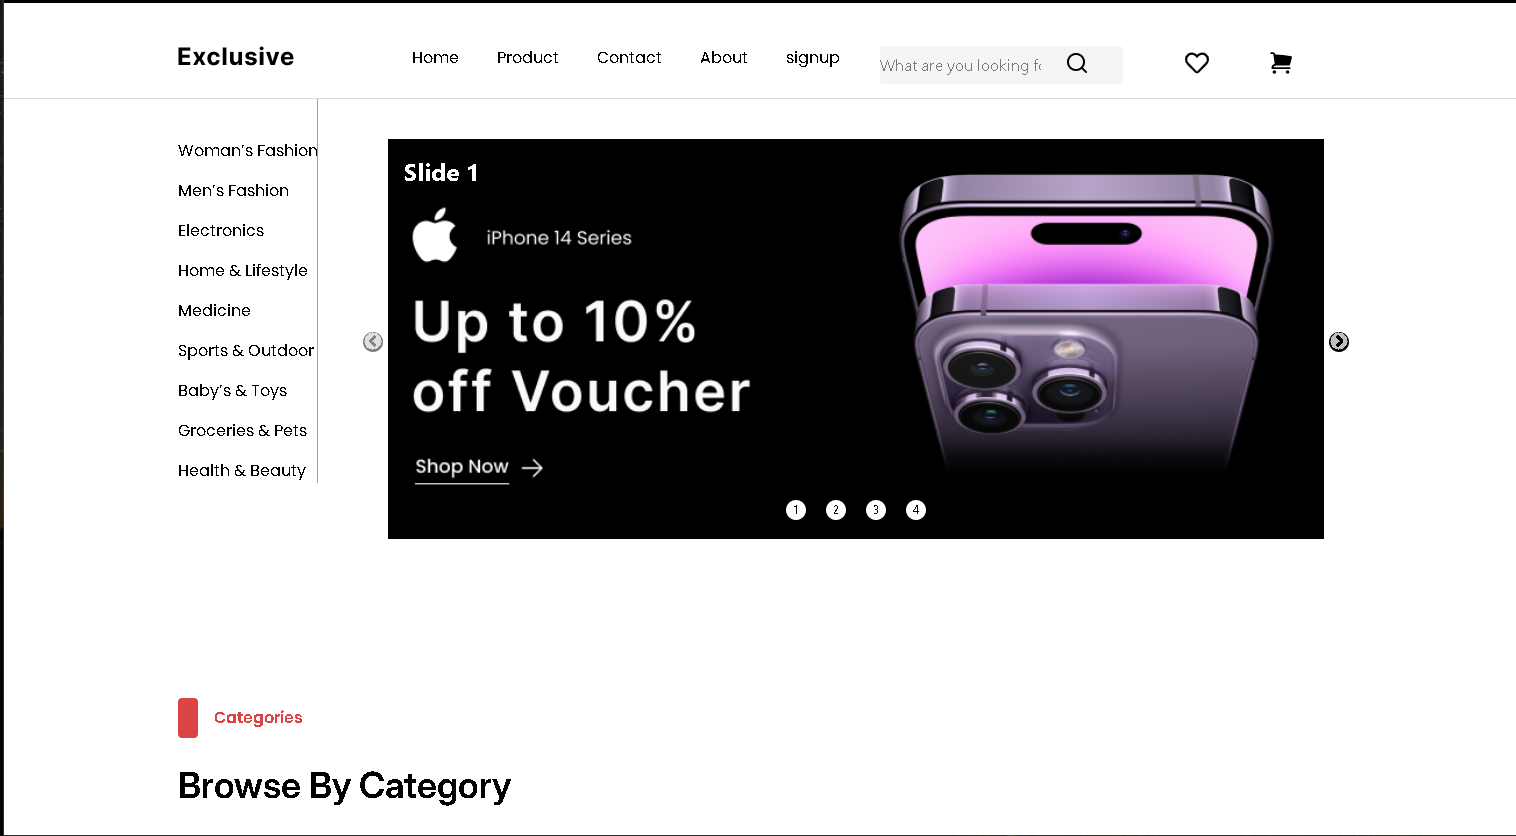 Exclusive
Home
Product
Contact
About
signup
What are you looking fo
Woman's Fashion
Men's Fashion
Electronics
Home & Lifestyle
Medicine
Sports & Outdoor
Baby's & Toys
Groceries & Pets
Health & Beauty
Slide 1
iPhone 14 Series
Up to 10%
off Voucher
Shop Now
1 2 3 4
Categories
Browse By Category